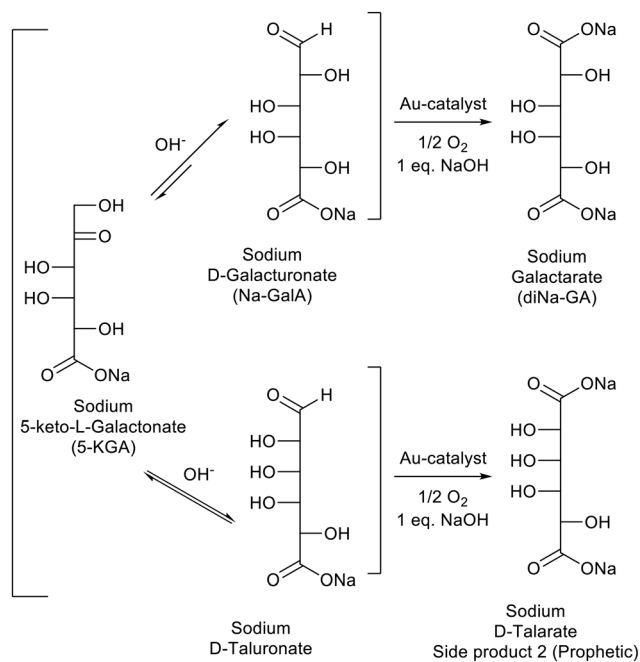 O H
OH
HO
HO
OH
O ONa
Sodium
D-Galacturonate
(Na-GalA)
Au-catalyst
1/2 O₂
1 eq. NaOH
O ONa
OH
HO
HO
OH
O ONa
Sodium
Galactarate
(diNa-GA)
OH⁻
OH
O
HO
HO
OH
O ONa
Sodium
5-keto-L-Galactonate
(5-KGA)
OH⁻
O H
HO
HO
HO
OH
O ONa
Sodium
D-Taluronate
Au-catalyst
1/2 O₂
1 eq. NaOH
O ONa
HO
HO
HO
OH
O ONa
Sodium
D-Talarate
Side product 2 (Prophetic)